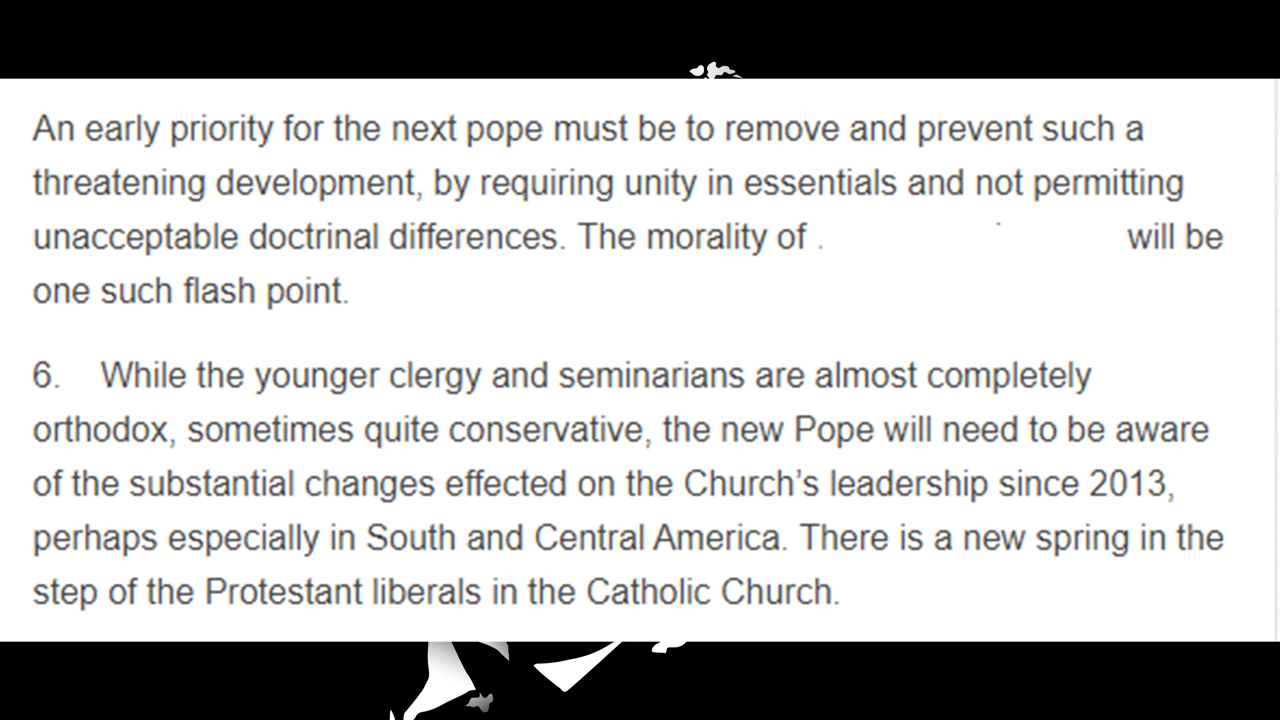 An early priority for the next pope must be to remove and prevent such a
threatening development, by requiring unity in essentials and not permitting
unacceptable doctrinal differences. The morality of will be
one such flash point.
6. While the younger clergy and seminarians are almost completely
orthodox, sometimes quite conservative, the new Pope will need to be aware
of the substantial changes effected on the Church’s leadership since 2013,
perhaps especially in South and Central America. There is a new spring in the
step of the Protestant liberals in the Catholic Church.